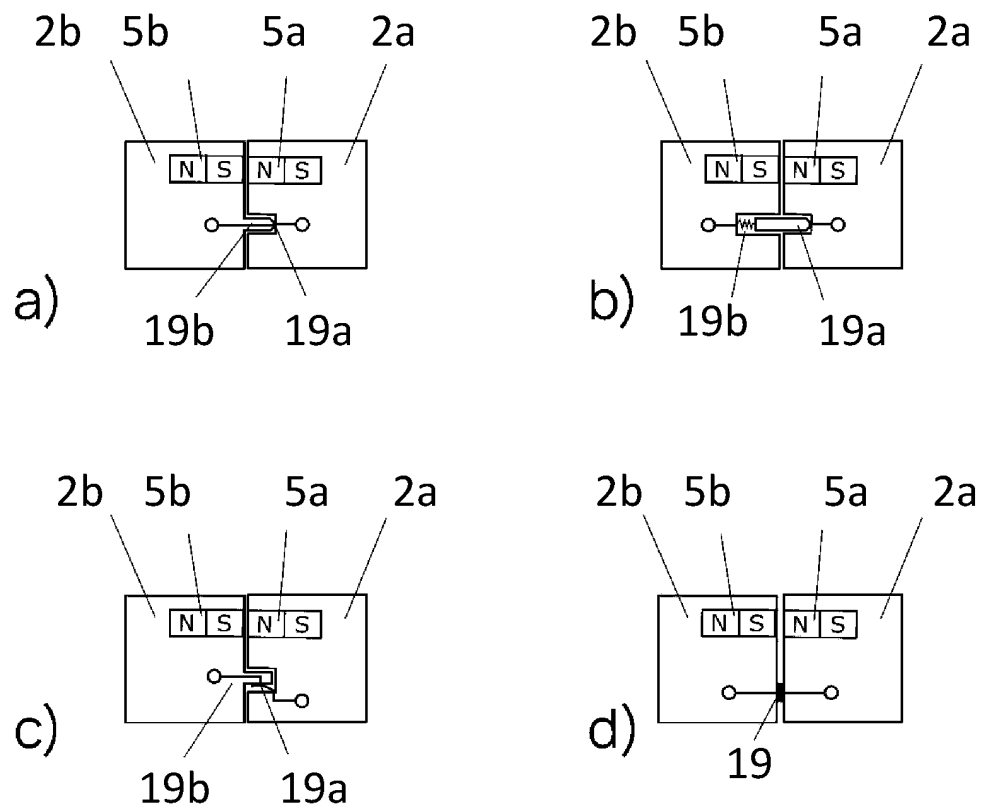 2b 5b 5a 2a 2b 5b 5a 2a
N S N S N S N S
a) 19b 19a b) 19b 19a
2b 5b 5a 2a 2b 5b 5a 2a
N S N S N S N S
c) 19b 19a d) 19